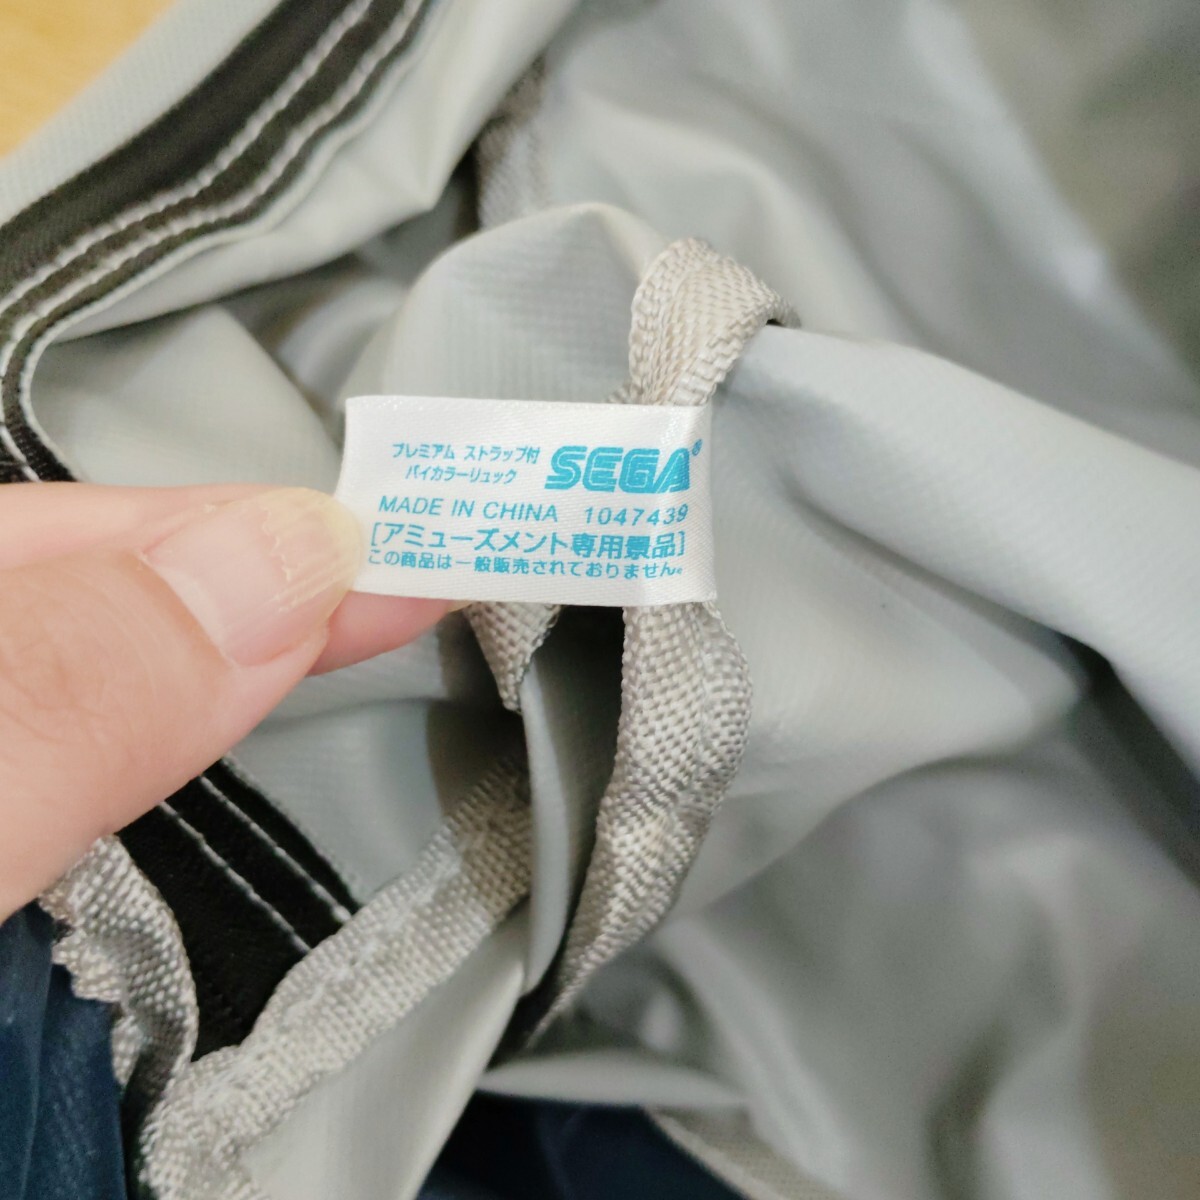 プレミアム ストラップ付
バイカラーリュック
SEGA®
MADE IN CHINA 1047439
[アミューズメント専用景品]
この商品は一般販売されておりません。